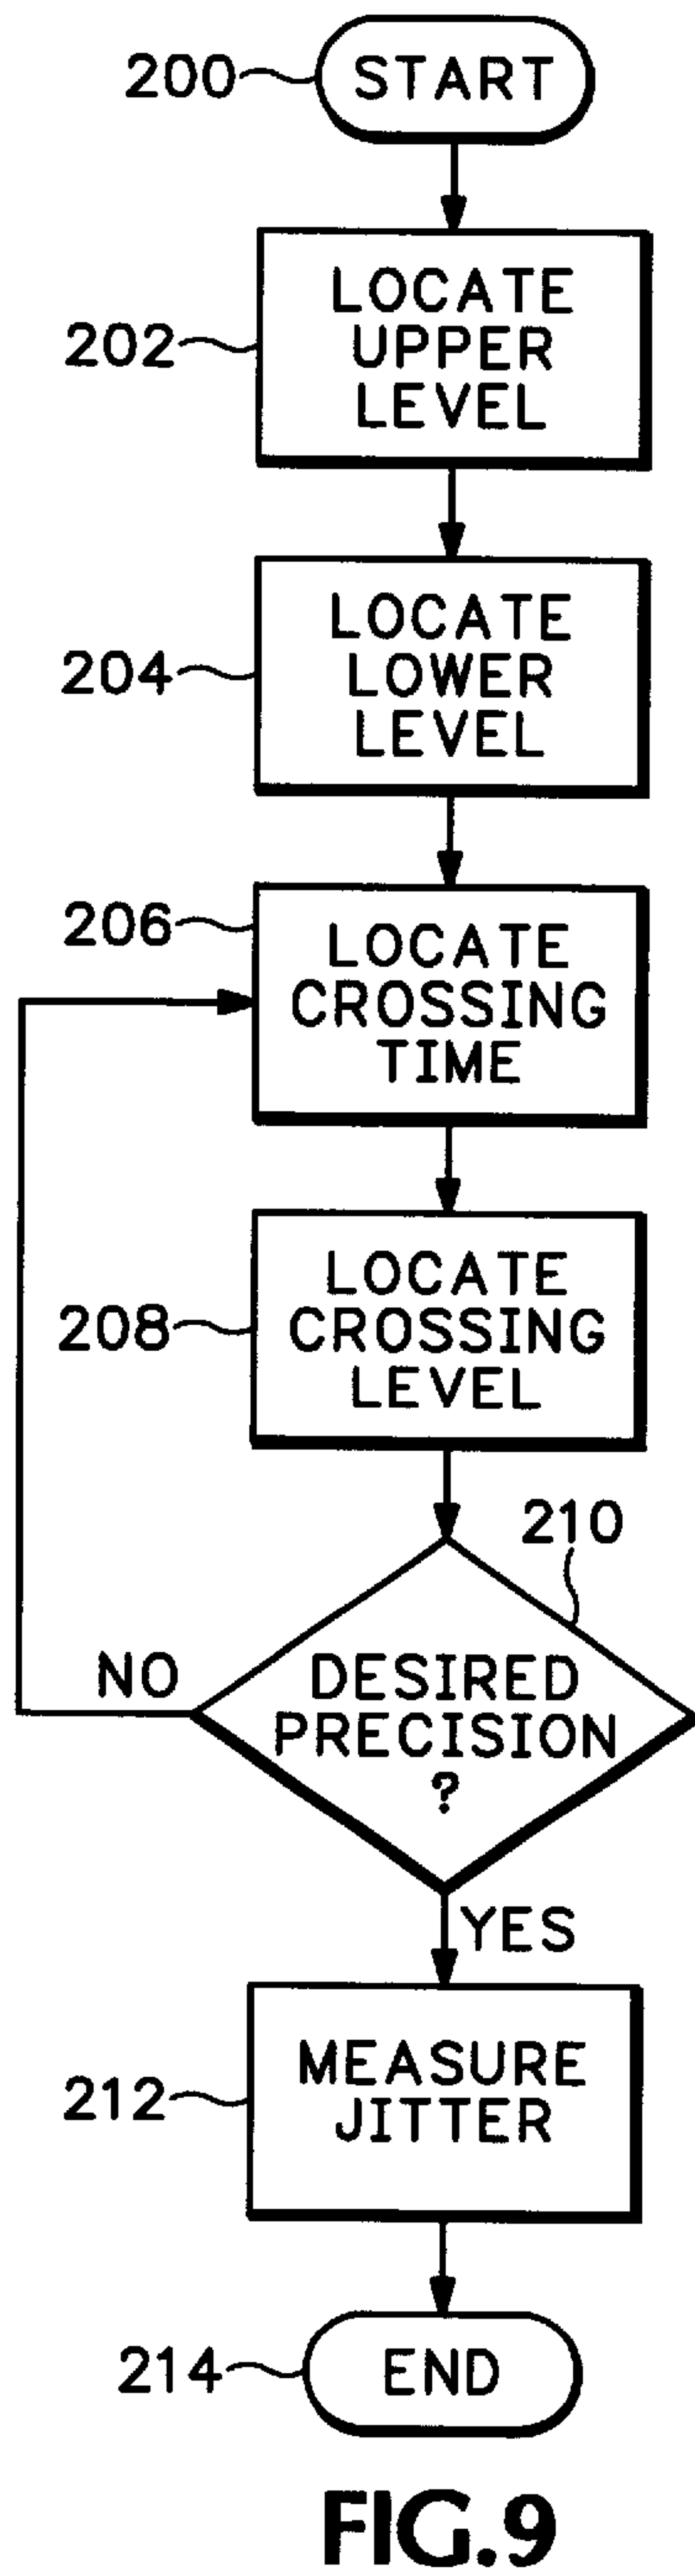 200
START
202
LOCATE
UPPER
LEVEL
204
LOCATE
LOWER
LEVEL
206
LOCATE
CROSSING
TIME
208
LOCATE
CROSSING
LEVEL
210
NO
DESIRED
PRECISION
?
YES
212
MEASURE
JITTER
214
END
FIG.9